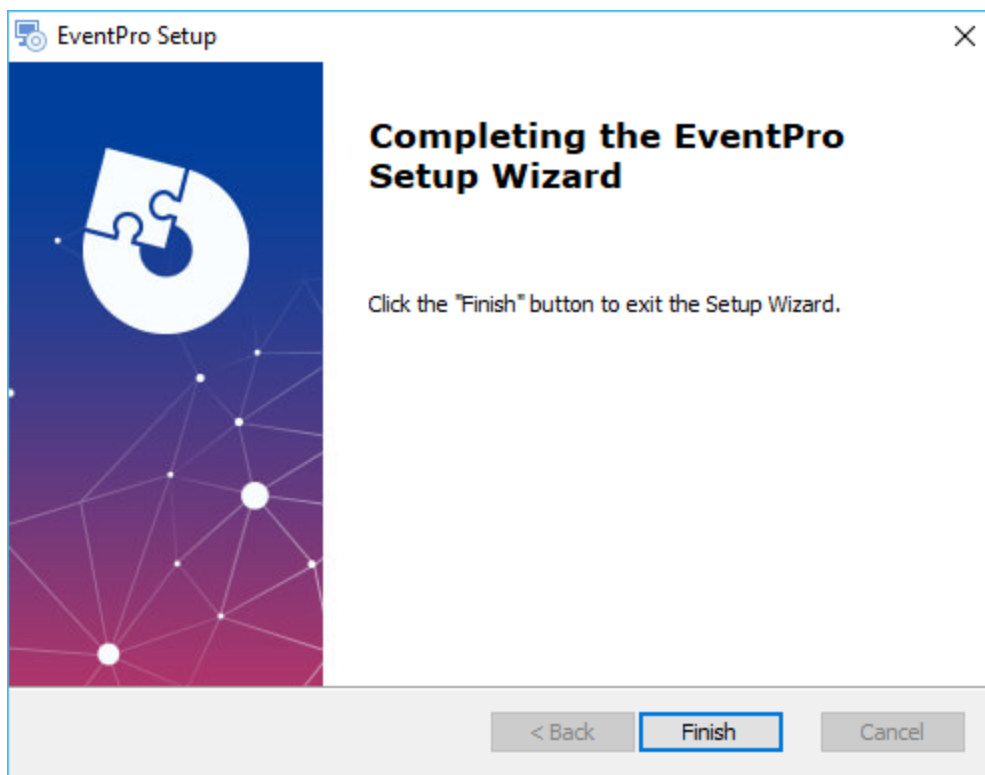 EventPro Setup
Completing the EventPro
Setup Wizard
Click the "Finish" button to exit the Setup Wizard.
< Back Finish Cancel